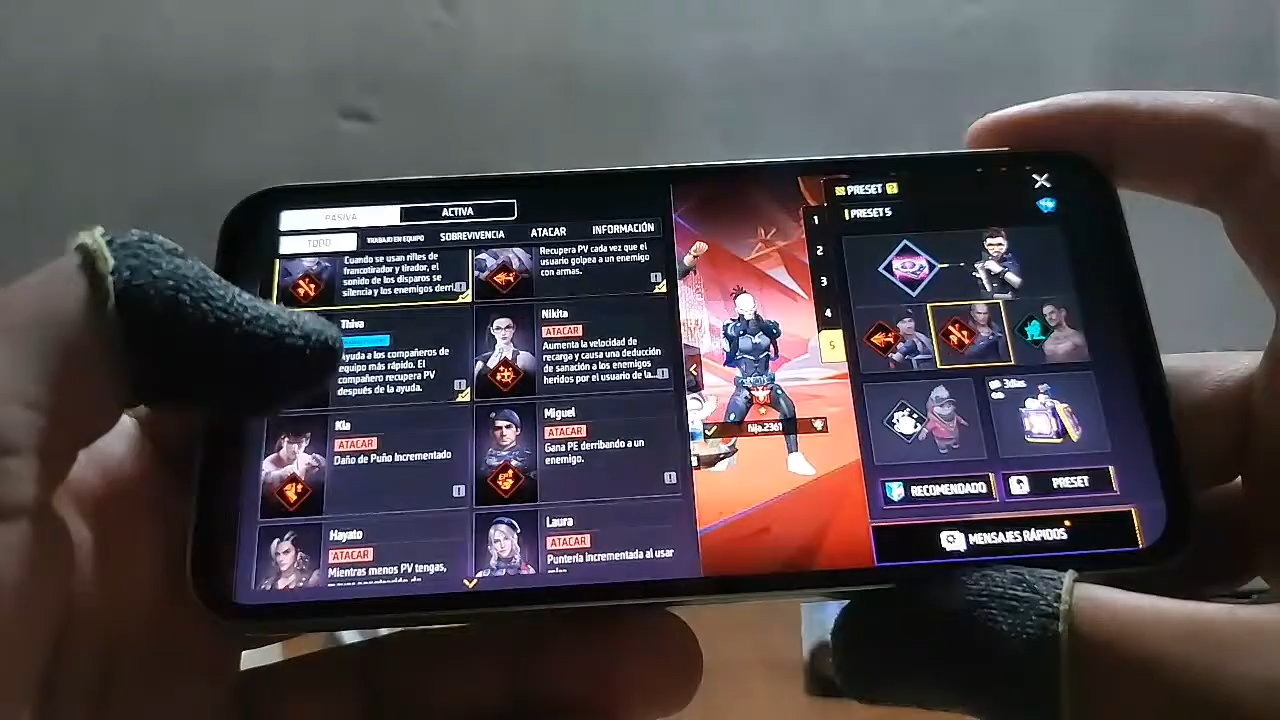 PASIVA
ACTIVA
TODO
TRABAJO EN EQUIPO
SOBREVIVENCIA
ATACAR
INFORMACIÓN
Cuando se usan rifles de
francotirador y tirador, el
sonido de los disparos se
silencia y los enemigos derri
Recupera PV cada vez que el
usuario golpea a un enemigo
con armas.
Thiva
Ayuda a los compañeros de
equipo más rápido. El
compañero recupera PV
después de la ayuda.
Nikita
ATACAR
Aumenta la velocidad de
recarga y causa una deducción
de sanación a los enemigos
heridos por el usuario de la...
Kla
ATACAR
Daño de Puño Incrementado
Miguel
ATACAR
Gana PE derribando a un
enemigo.
Hayato
ATACAR
Mientras menos PV tengas,
Laura
ATACAR
Puntería incrementada al usar
hija.2361
PRESET ?
PRESET 5
1
2
3
4
5
3días
RECOMENDADO
PRESET
MENSAJES RÁPIDOS